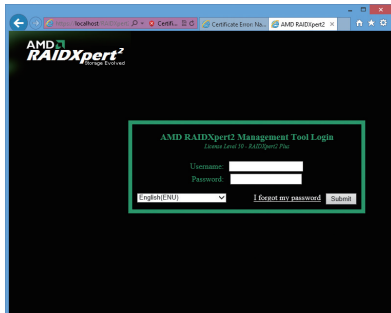 localhost
Certifi...
Certificate Error: Na...
AMD RAIDXpert2
AMD
RAIDXpert²
Storage Evolved
AMD RAIDXpert2 Management Tool Login
License Level 10 - RAIDXpert2 Plus
Username:
Password:
English(ENU)
I forgot my password
Submit